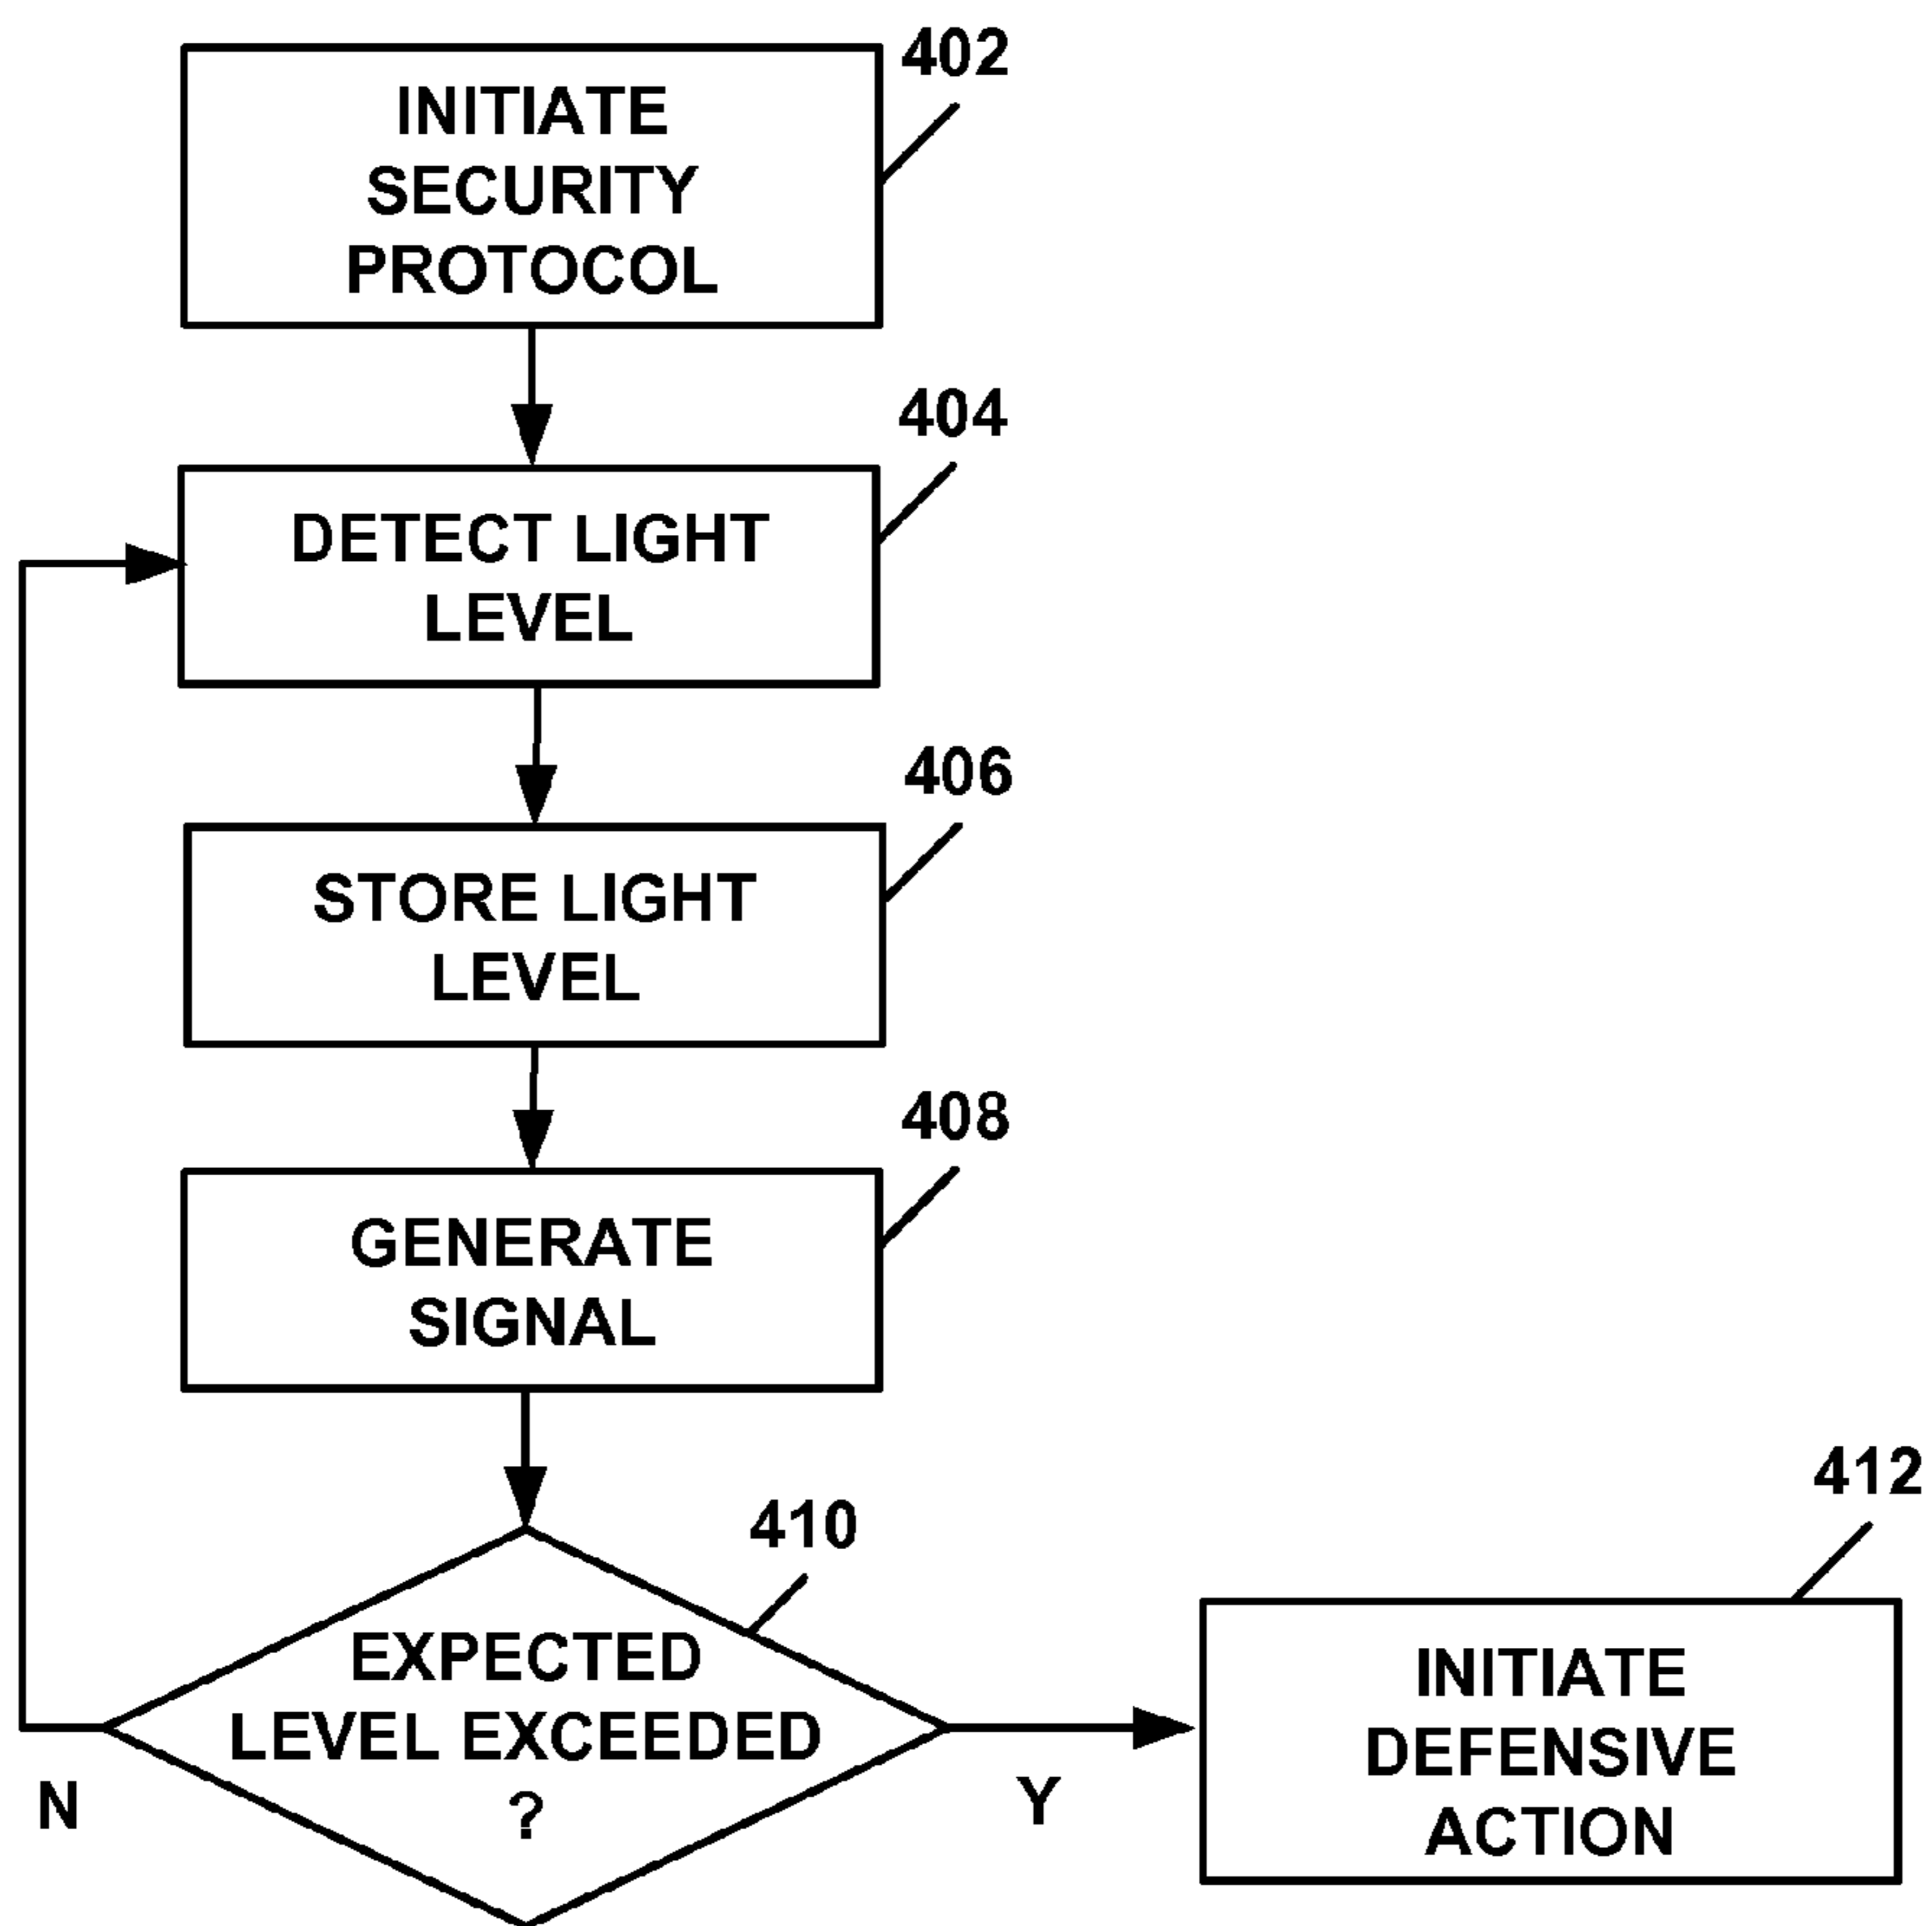 402
INITIATE
SECURITY
PROTOCOL
404
DETECT LIGHT
LEVEL
406
STORE LIGHT
LEVEL
408
GENERATE
SIGNAL
410
EXPECTED
LEVEL EXCEEDED
?
N
Y
412
INITIATE
DEFENSIVE
ACTION